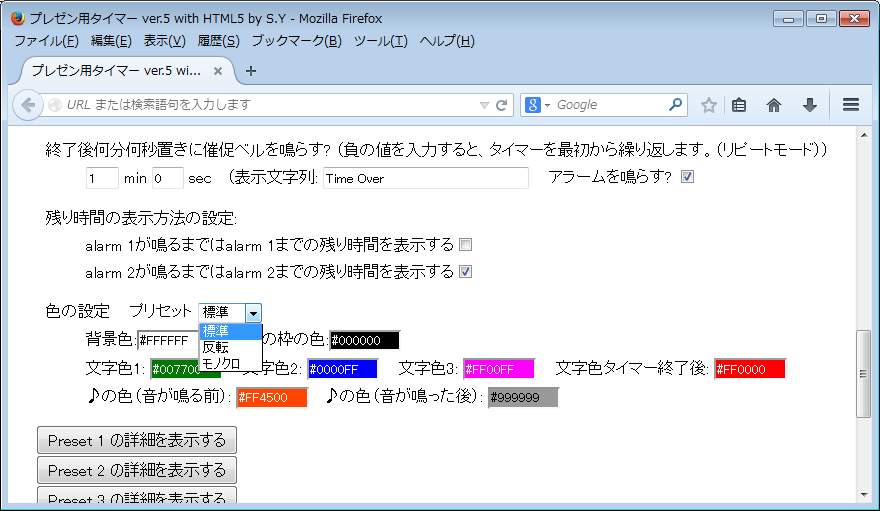 プレゼン用タイマー ver.5 with HTML5 by S.Y - Mozilla Firefox
ファイル(F) 編集(E) 表示(V) 履歴(S) ブックマーク(B) ツール(T) ヘルプ(H)
プレゼン用タイマー ver.5 wi...
URL または検索語句を入力します
Google
終了後何分何秒置きに催促ベルを鳴らす? (負の値を入力すると、タイマーを最初から繰り返します。(リピートモード))
1 min 0 sec (表示文字列: Time Over アラームを鳴らす?
残り時間の表示方法の設定:
alarm 1が鳴るまではalarm 1までの残り時間を表示する
alarm 2が鳴るまではalarm 2までの残り時間を表示する
色の設定 プリセット 標準
標準
反転
モノクロ
背景色: #FFFFFF の枠の色: #000000
文字色1: #00770 文字色2: #0000FF 文字色3: #FF00FF 文字色タイマー終了後: #FF0000
♪の色(音が鳴る前): #FF4500 ♪の色(音が鳴った後): #999999
Preset 1 の詳細を表示する
Preset 2 の詳細を表示する
Preset 3 の詳細を表示する